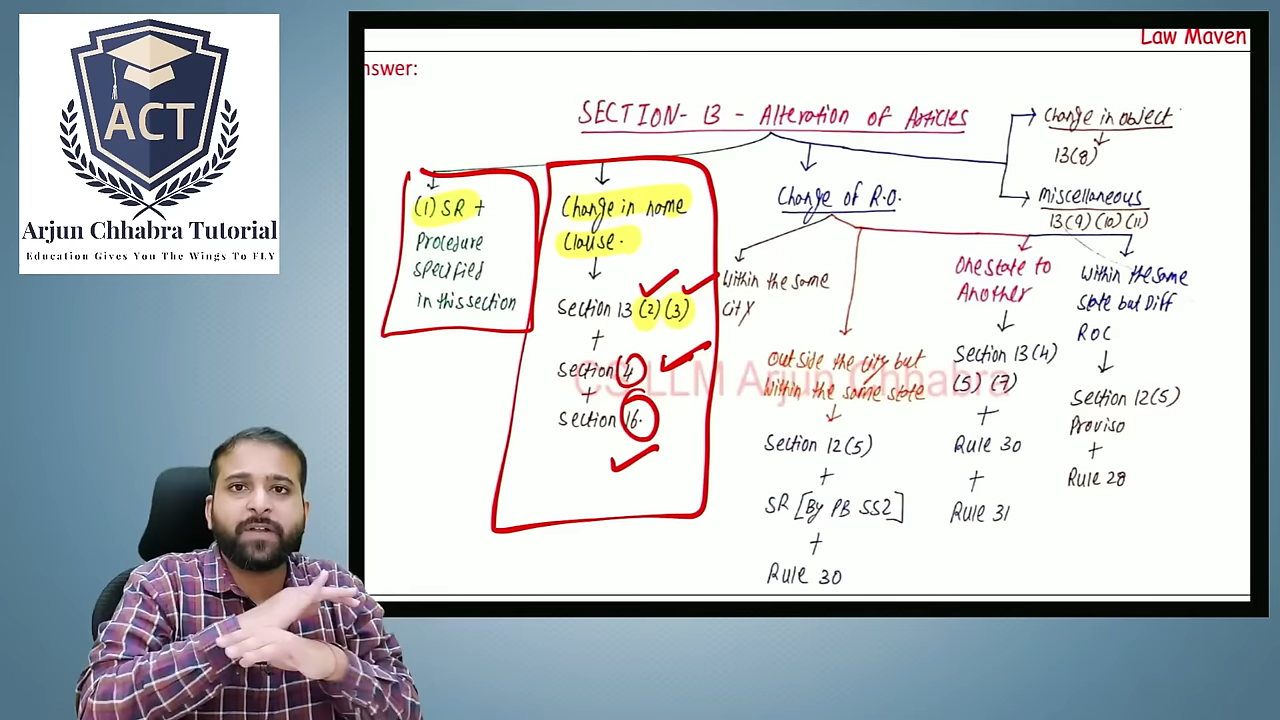 ACT
Arjun Chhabra Tutorial
Education Gives You The Wings To FLY
Law Maven
nswer:
SECTION- 13 - Alteration of Articles
(1) SR +
Procedure
specified
in this section
Change in name
Clause.
Section 13 (2) (3)
+
Section 4
+
Section 16.
Change of R.O.
Within the same
City
Outside the city but
Within the same state
Section 12(5)
+
SR [By PB SS2]
+
Rule 30
One state to
Another
Section 13(4)
(5) (7)
+
Rule 30
+
Rule 31
Within the same
State but Diff
ROC
Section 12(5)
Proviso
+
Rule 28
Change in object
13(8)
Miscellaneous
13(9) (10) (11)
CS LLM Arjun Chhabra